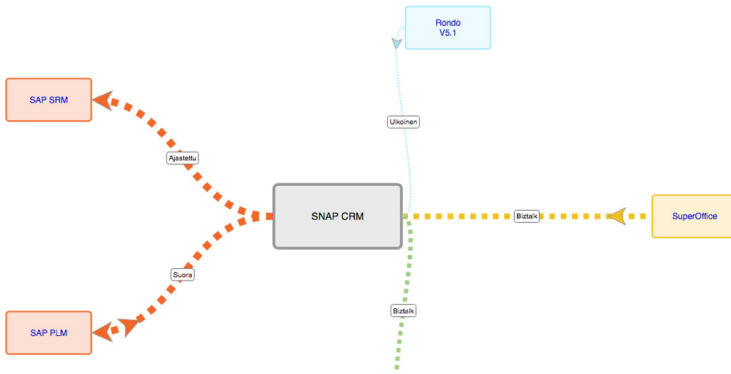 Rondo
V5.1
SAP SRM
Ulkoinen
Ajastettu
SNAP CRM
Biztalk
SuperOffice
Suora
Biztalk
SAP PLM